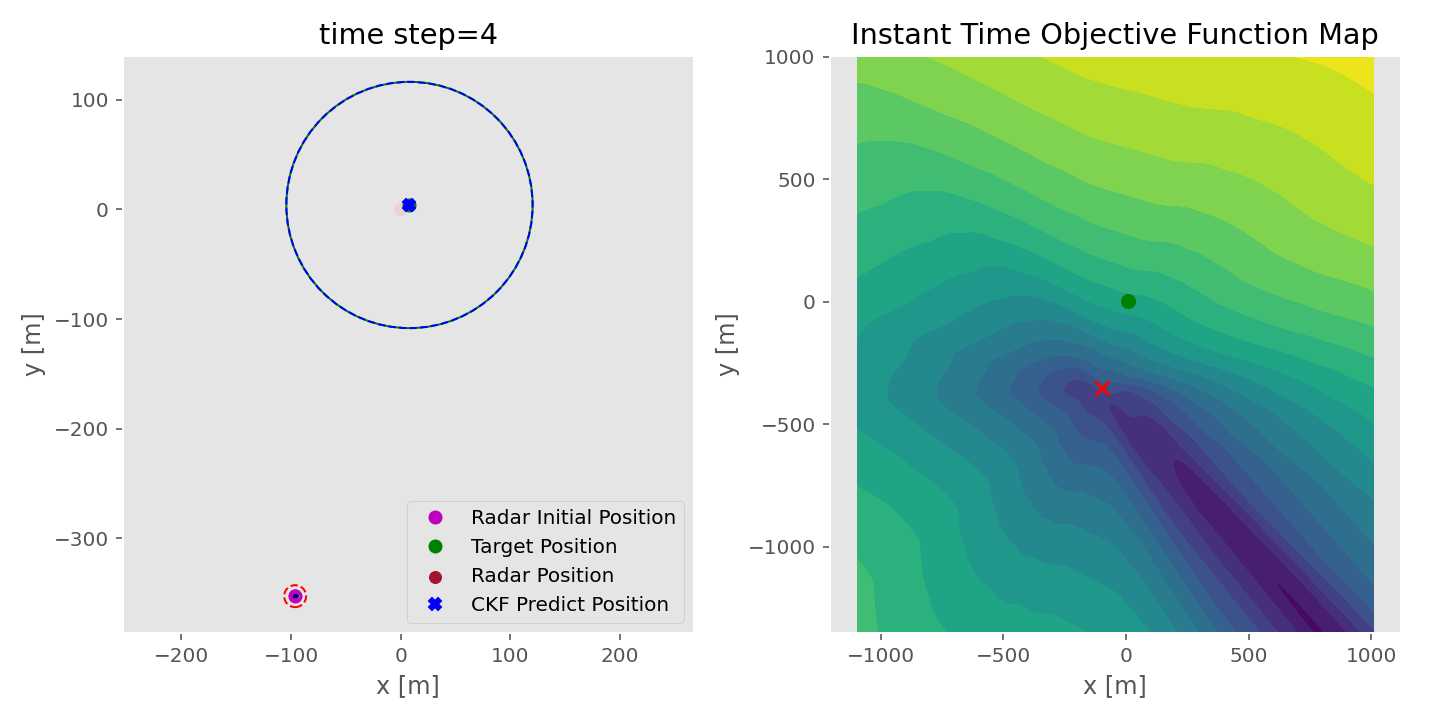 time step=4
100
0
−100
−200
−300
y [m]
−200
−100
0
100
200
x [m]
Radar Initial Position
Target Position
Radar Position
CKF Predict Position
Instant Time Objective Function Map
1000
500
0
−500
−1000
y [m]
−1000
−500
0
500
1000
x [m]